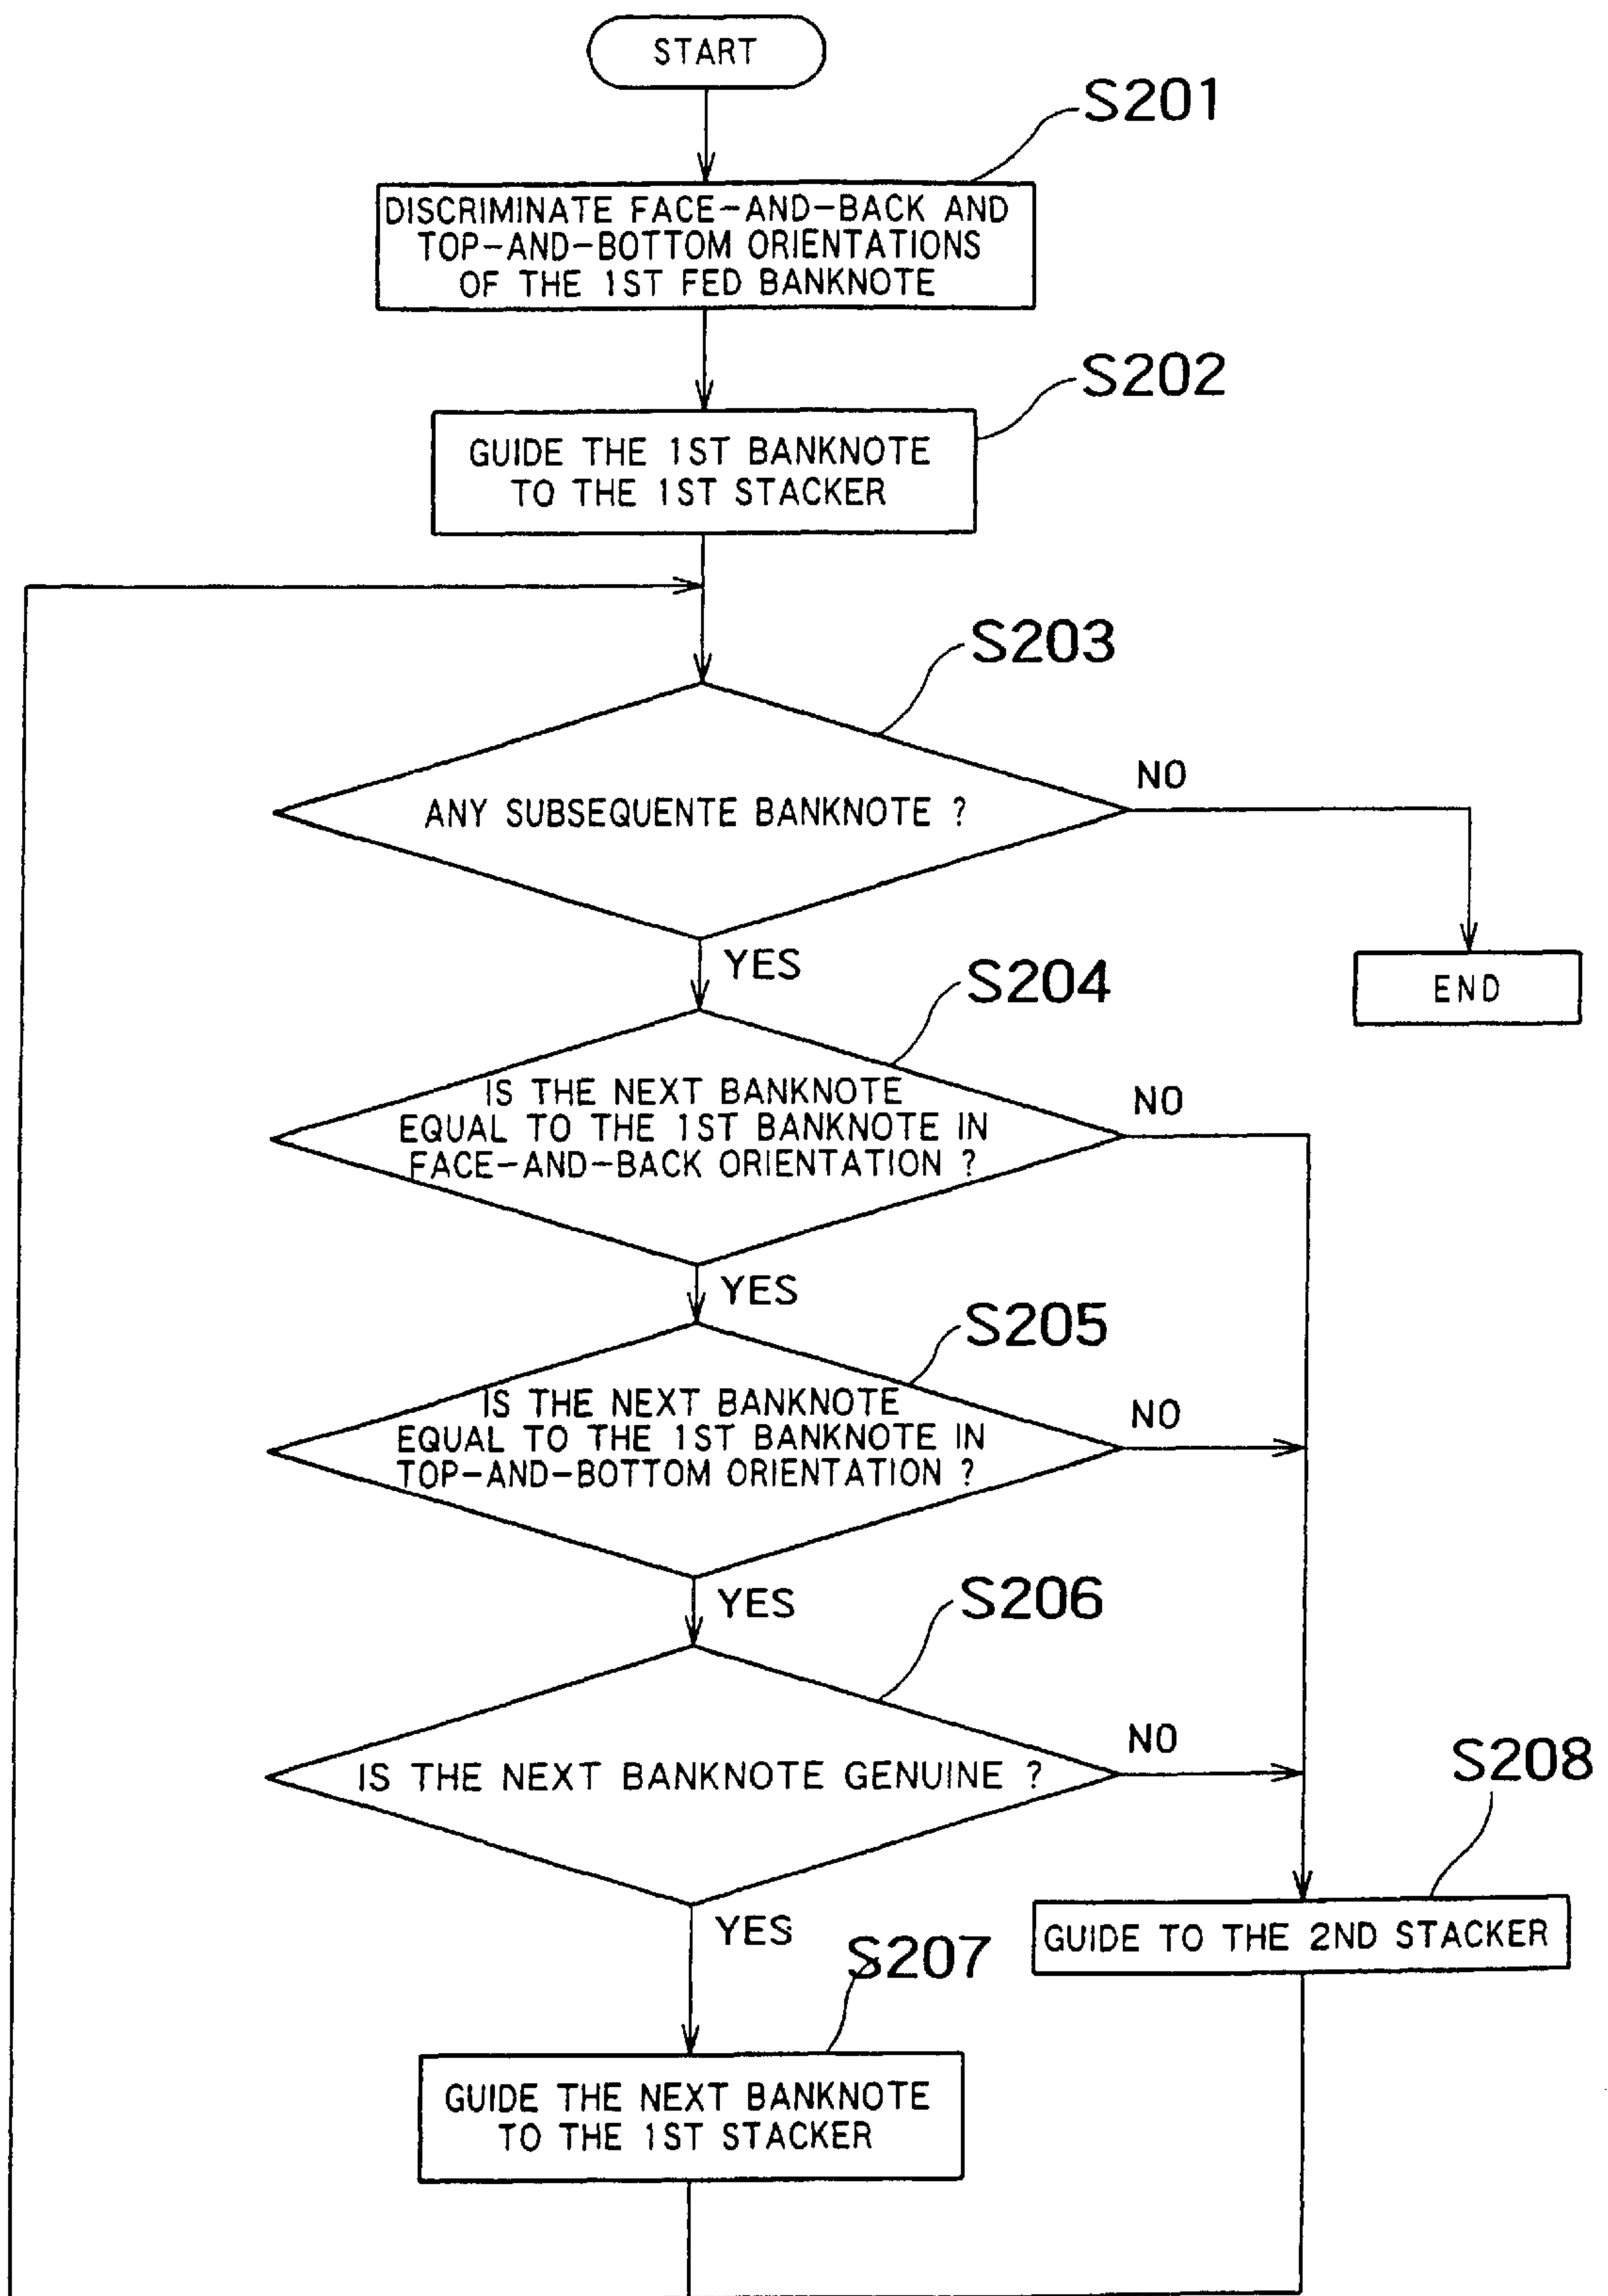 START
S201
DISCRIMINATE FACE-AND-BACK AND
TOP-AND-BOTTOM ORIENTATIONS
OF THE 1ST FED BANKNOTE
S202
GUIDE THE 1ST BANKNOTE
TO THE 1ST STACKER
S203
ANY SUBSEQUENTE BANKNOTE ?
NO
YES
END
S204
IS THE NEXT BANKNOTE
EQUAL TO THE 1ST BANKNOTE IN
FACE-AND-BACK ORIENTATION ?
NO
YES
S205
IS THE NEXT BANKNOTE
EQUAL TO THE 1ST BANKNOTE IN
TOP-AND-BOTTOM ORIENTATION ?
NO
YES
S206
IS THE NEXT BANKNOTE GENUINE ?
NO
YES
S208
GUIDE TO THE 2ND STACKER
S207
GUIDE THE NEXT BANKNOTE
TO THE 1ST STACKER